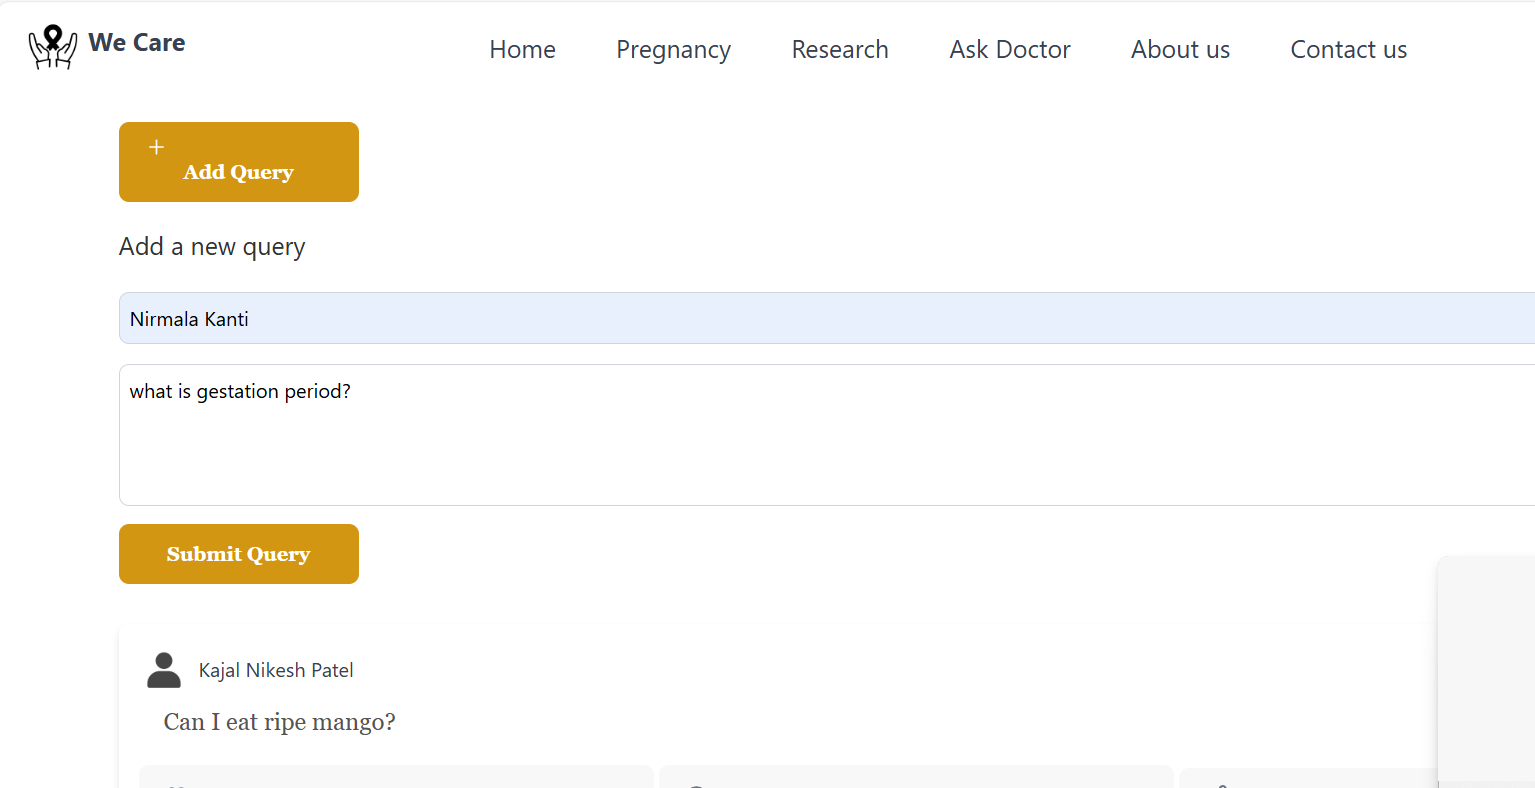 We Care
Home Pregnancy Research Ask Doctor About us Contact us
+
Add Query
Add a new query
Nirmala Kanti
what is gestation period?
Submit Query
Kajal Nikesh Patel
Can I eat ripe mango?